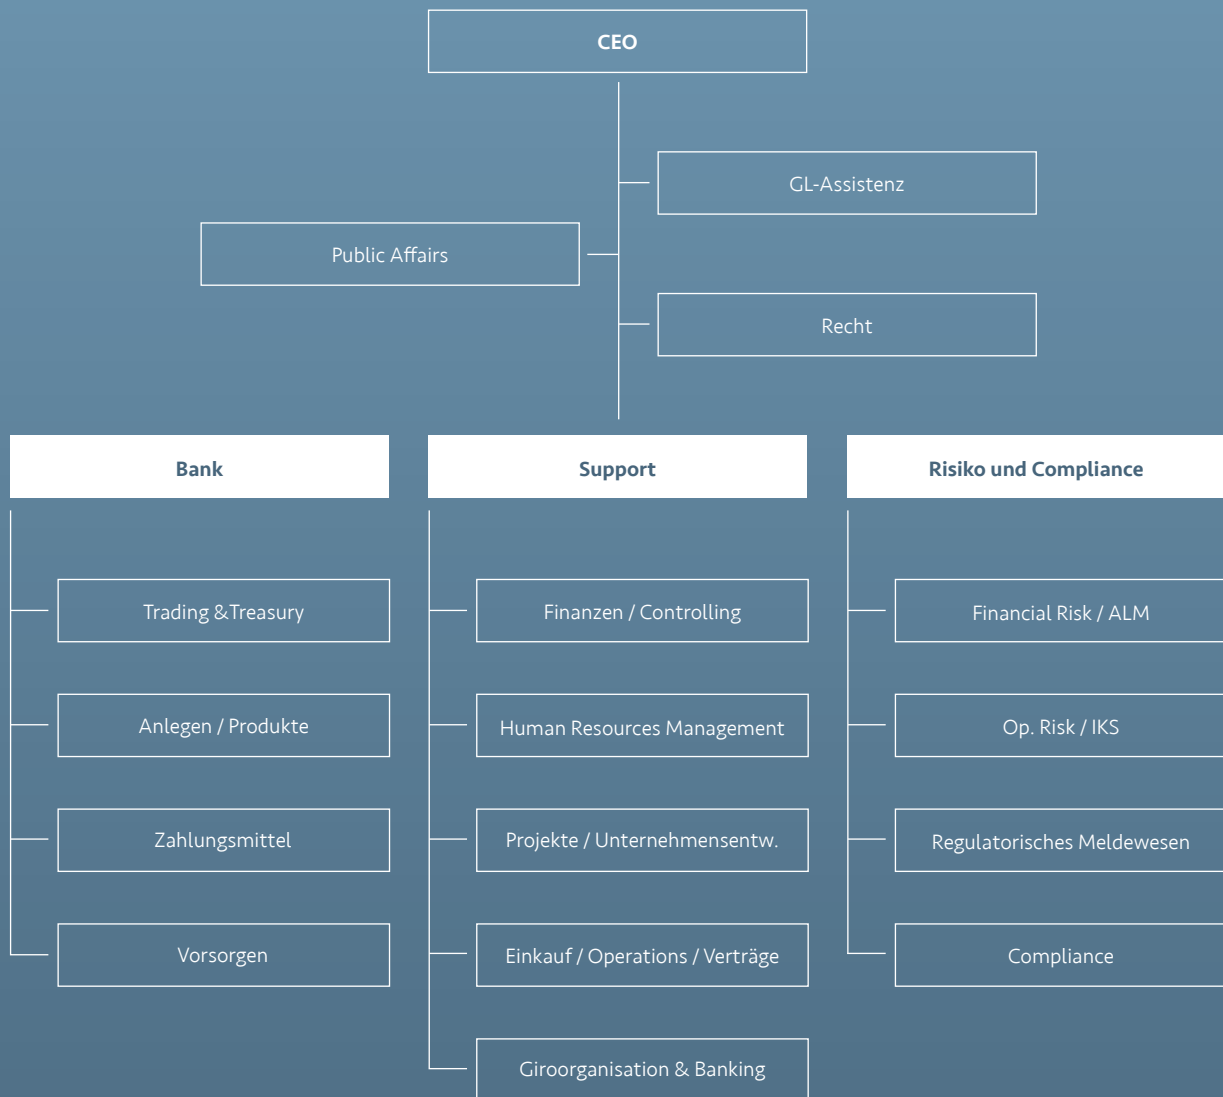 CEO
GL-Assistenz
Public Affairs
Recht
Bank
Support
Risiko und Compliance
Trading &Treasury
Finanzen / Controlling
Financial Risk / ALM
Anlegen / Produkte
Human Resources Management
Op. Risk / IKS
Zahlungsmittel
Projekte / Unternehmensentw.
Regulatorisches Meldewesen
Vorsorgen
Einkauf / Operations / Verträge
Compliance
Giroorganisation & Banking